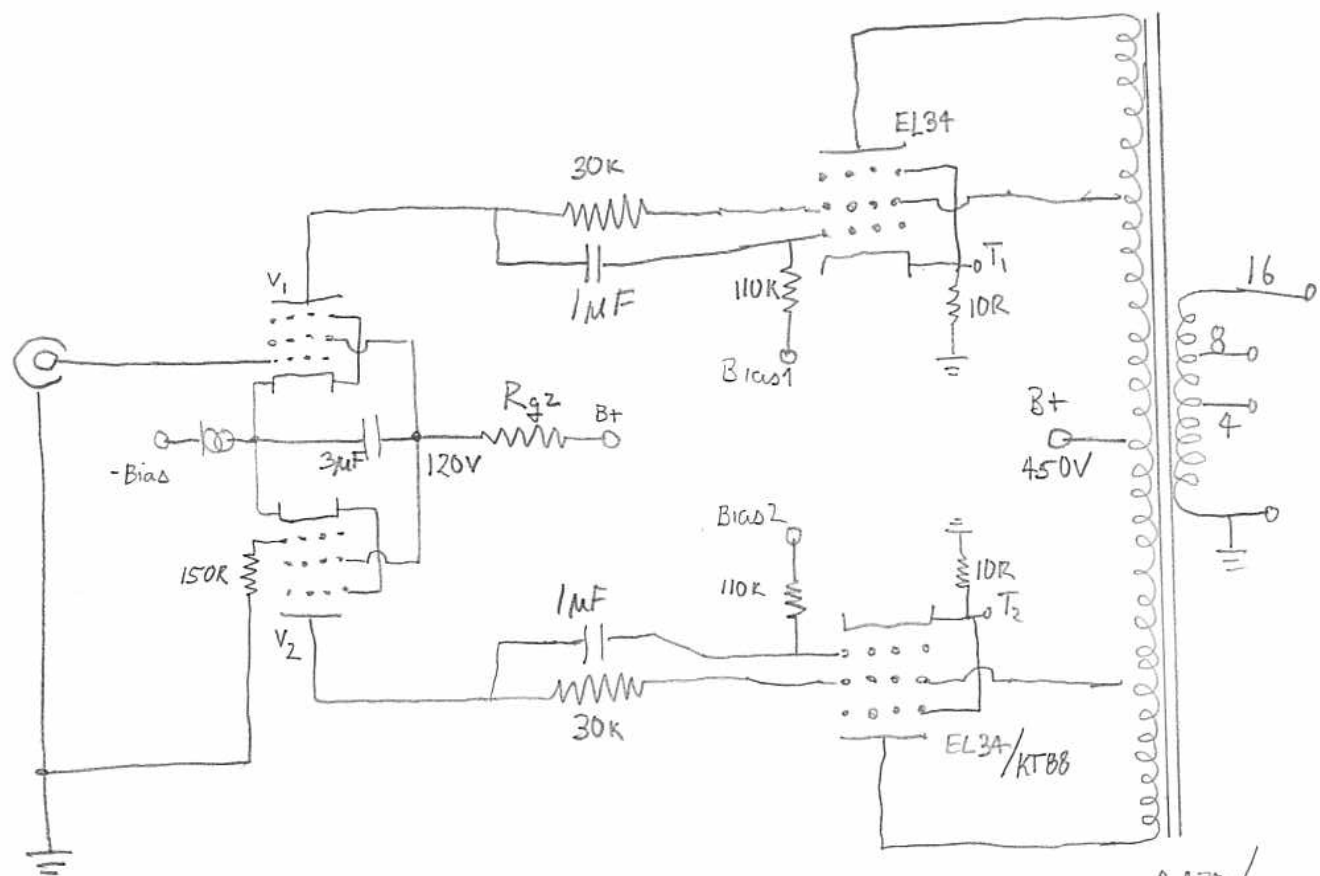 EL34
30K
V1
1µF
110K
T1
10R
16
8
4
Bias1
Rg2
B+
B+
450V
-Bias
3µF
120V
Bias2
150R
10R
110K
T2
1µF
V2
30K
EL34/KT88